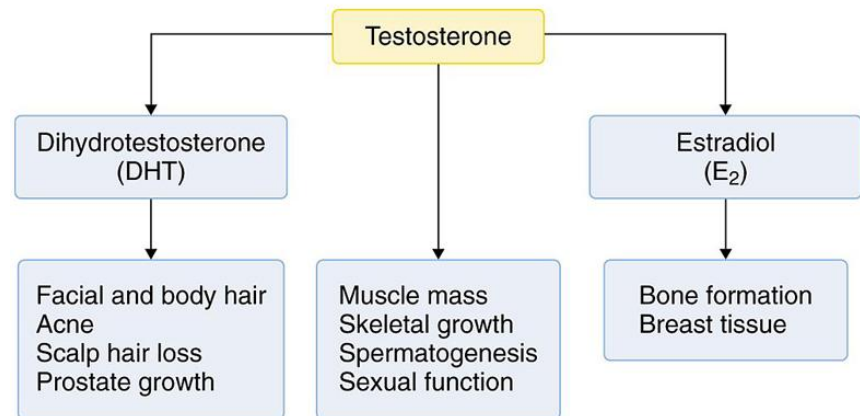 Testosterone
Dihydrotestosterone
(DHT)
Estradiol
(E₂)
Facial and body hair
Acne
Scalp hair loss
Prostate growth
Muscle mass
Skeletal growth
Spermatogenesis
Sexual function
Bone formation
Breast tissue